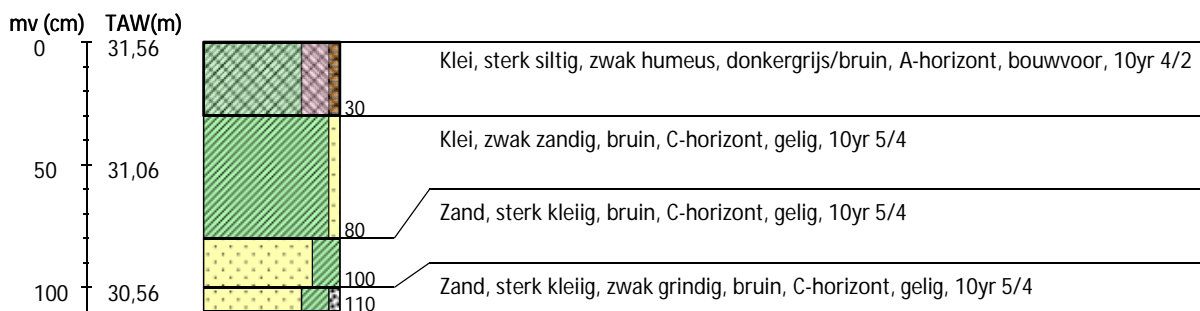 mv (cm) TAW(m)
0 31,56
Klei, sterk siltig, zwak humeus, donkergrijs/bruin, A-horizont, bouwvoor, 10yr 4/2
30
Klei, zwak zandig, bruin, C-horizont, gelig, 10yr 5/4
50 31,06
Zand, sterk kleiig, bruin, C-horizont, gelig, 10yr 5/4
80
100
Zand, sterk kleiig, zwak grindig, bruin, C-horizont, gelig, 10yr 5/4
100 30,56
110